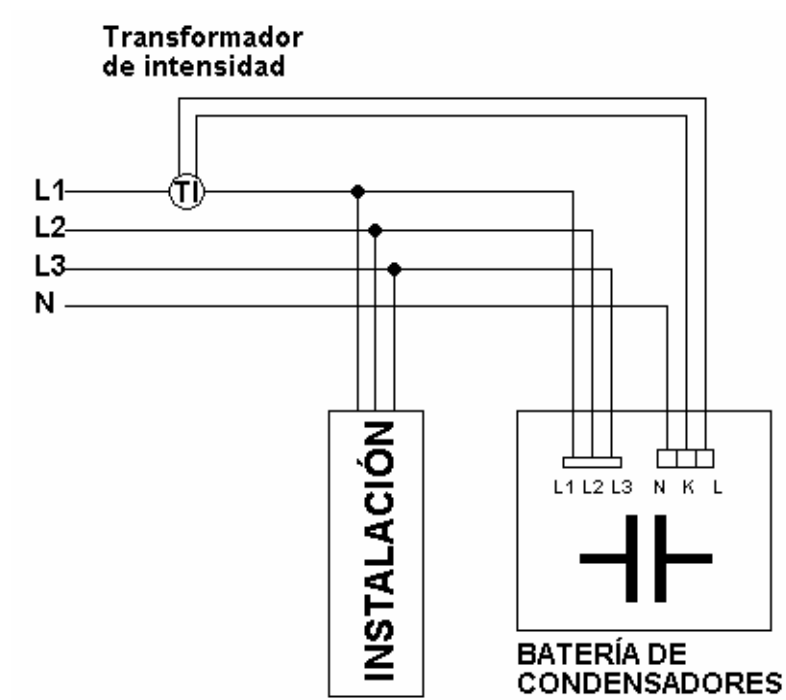 Transformador
de intensidad
L1
TI
L2
L3
N
INSTALACIÓN
L1 L2 L3 N K L
BATERÍA DE
CONDENSADORES